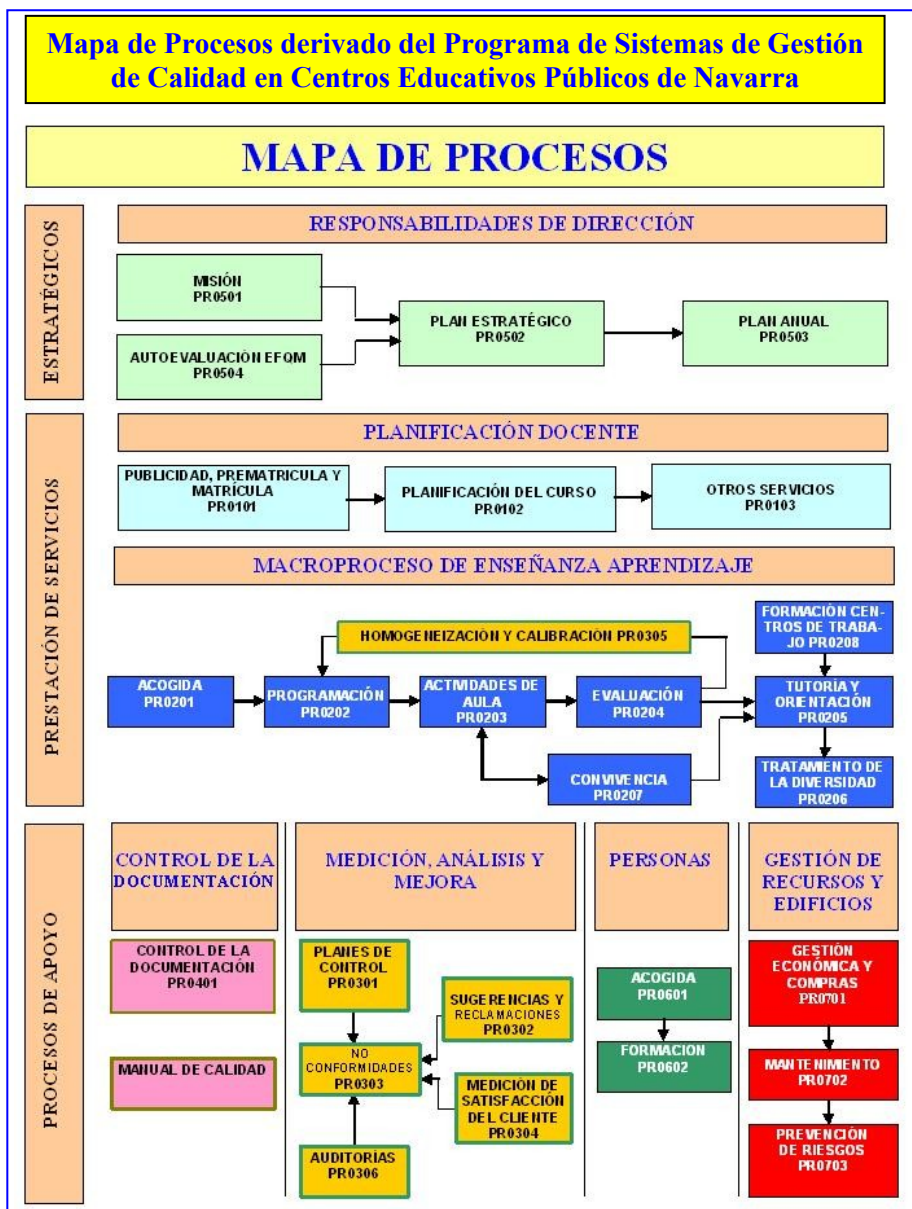 Mapa de Procesos derivado del Programa de Sistemas de Gestión
de Calidad en Centros Educativos Públicos de Navarra
MAPA DE PROCESOS
ESTRATÉGICOS
RESPONSABILIDADES DE DIRECCIÓN
MISIÓN
PR0501
AUTOEVALUACIÓN EFQM
PR0504
PLAN ESTRATÉGICO
PR0502
PLAN ANUAL
PR0503
PRESTACIÓN DE SERVICIOS
PLANIFICACIÓN DOCENTE
PUBLICIDAD, PREMATRICULA Y
MATRÍCULA
PR0101
PLANIFICACIÓN DEL CURSO
PR0102
OTROS SERVICIOS
PR0103
MACROPROCESO DE ENSEÑANZA APRENDIZAJE
HOMOGENEIZACIÓN Y CALIBRACIÓN PR0305
FORMACIÓN CEN-
TROS DE TRABA-
JO PR0208
ACOGIDA
PR0201
PROGRAMACIÓN
PR0202
ACTIVIDADES DE
AULA
PR0203
EVALUACIÓN
PR0204
TUTORÍA Y
ORIENTACIÓN
PR0205
CONVIVENCIA
PR0207
TRATAMIENTO DE
LA DIVERSIDAD
PR0206
PROCESOS DE APOYO
CONTROL DE LA
DOCUMENTACIÓN
CONTROL DE LA
DOCUMENTACIÓN
PR0401
MANUAL DE CALIDAD
MEDICIÓN, ANÁLISIS Y
MEJORA
PLANES DE
CONTROL
PR0301
SUGERENCIAS Y
RECLAMACIONES
PR0302
NO
CONFORMIDADES
PR0303
MEDICIÓN DE
SATISFACCIÓN
DEL CLIENTE
PR0304
AUDITORÍAS
PR0306
PERSONAS
ACOGIDA
PR0601
FORMACION
PR0602
GESTIÓN DE
RECURSOS Y
EDIFICIOS
GESTIÓN
ECONÓMICA Y
COMPRAS
PR0701
MANTENIMIENTO
PR0702
PREVENCIÓN
DE RIESGOS
PR0703